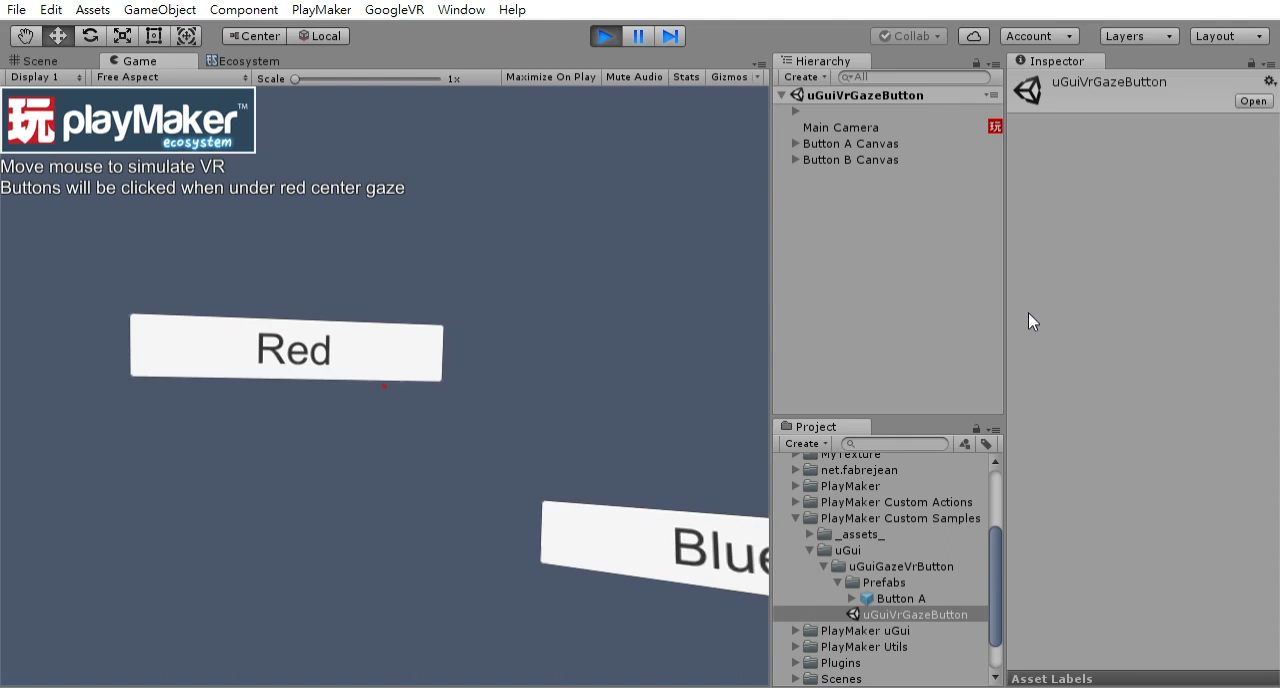 File Edit Assets GameObject Component PlayMaker GoogleVR Window Help
Center Local Collab Account Layers Layout
Scene Game Ecosystem
Display 1 Free Aspect Scale 1x Maximize On Play Mute Audio Stats Gizmos
玩 playMaker™
ecosystem
Move mouse to simulate VR
Buttons will be clicked when under red center gaze
Red
Blue
Hierarchy
Create All
uGuiVrGazeButton
Main Camera 玩
Button A Canvas
Button B Canvas
Project
Create
MyTexture
net.fabrejean
PlayMaker
PlayMaker Custom Actions
PlayMaker Custom Samples
_assets_
uGui
uGuiGazeVrButton
Prefabs
Button A
uGuiVrGazeButton
PlayMaker uGui
PlayMaker Utils
Plugins
Scenes
Inspector
uGuiVrGazeButton
Open
Asset Labels